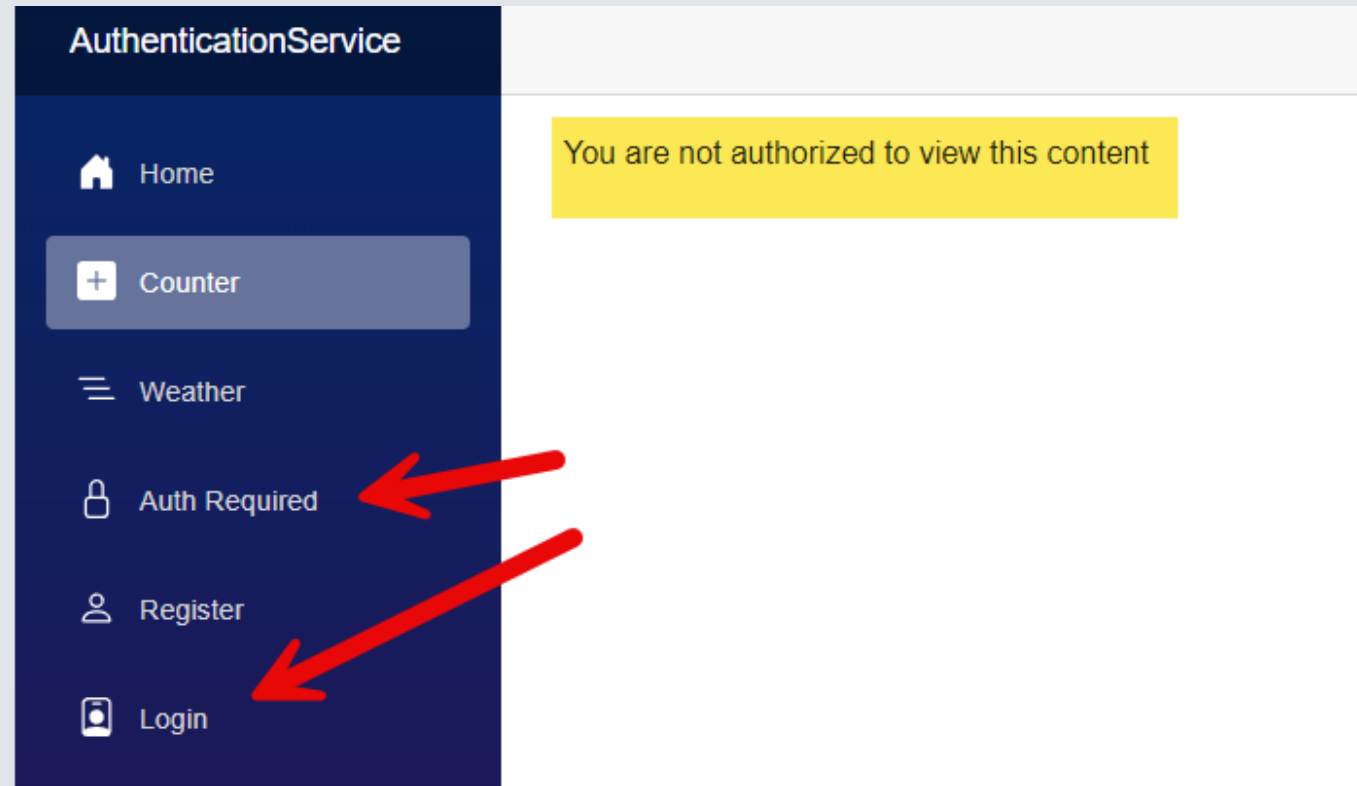 AuthenticationService
Home
Counter
Weather
Auth Required
Register
Login
You are not authorized to view this content